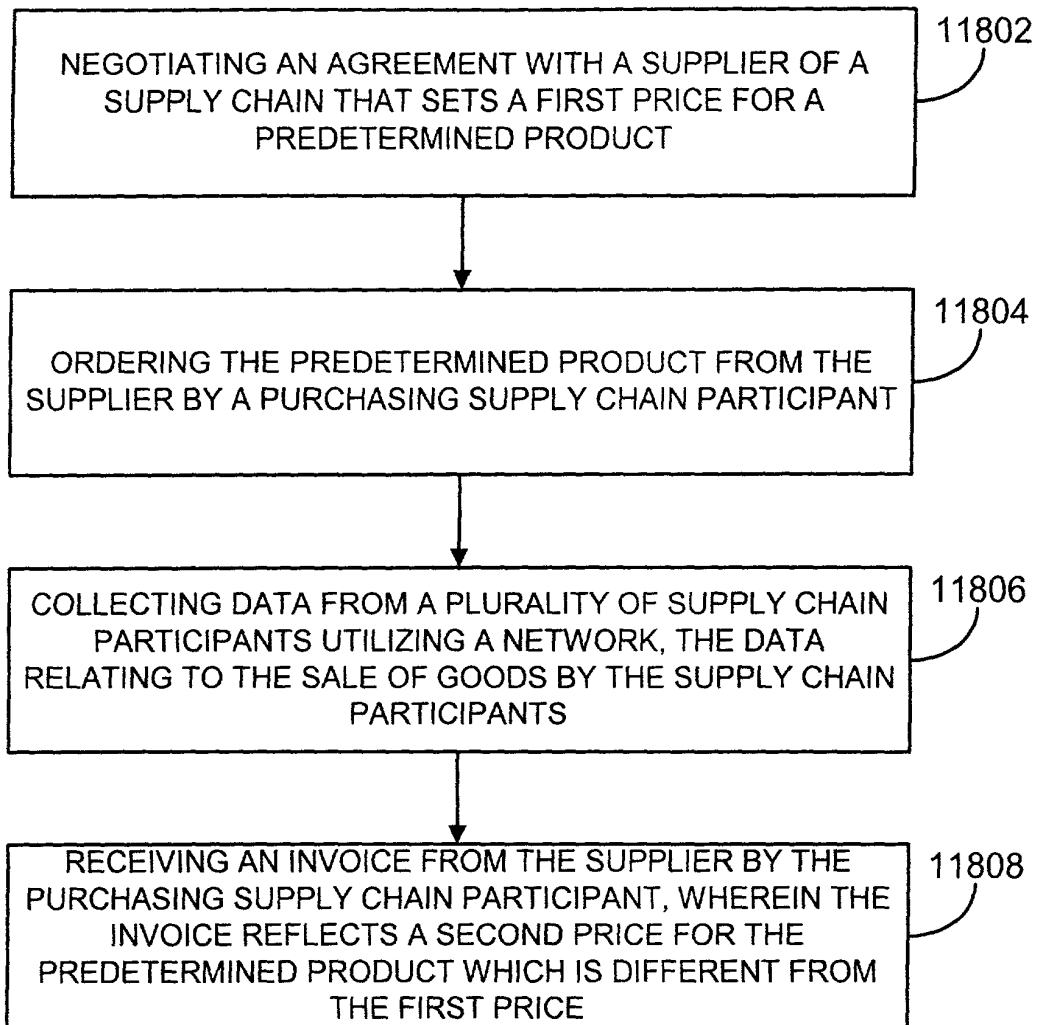 11802
NEGOTIATING AN AGREEMENT WITH A SUPPLIER OF A
SUPPLY CHAIN THAT SETS A FIRST PRICE FOR A
PREDETERMINED PRODUCT
11804
ORDERING THE PREDETERMINED PRODUCT FROM THE
SUPPLIER BY A PURCHASING SUPPLY CHAIN PARTICIPANT
11806
COLLECTING DATA FROM A PLURALITY OF SUPPLY CHAIN
PARTICIPANTS UTILIZING A NETWORK, THE DATA
RELATING TO THE SALE OF GOODS BY THE SUPPLY CHAIN
PARTICIPANTS
11808
RECEIVING AN INVOICE FROM THE SUPPLIER BY THE
PURCHASING SUPPLY CHAIN PARTICIPANT, WHEREIN THE
INVOICE REFLECTS A SECOND PRICE FOR THE
PREDETERMINED PRODUCT WHICH IS DIFFERENT FROM
THE FIRST PRICE